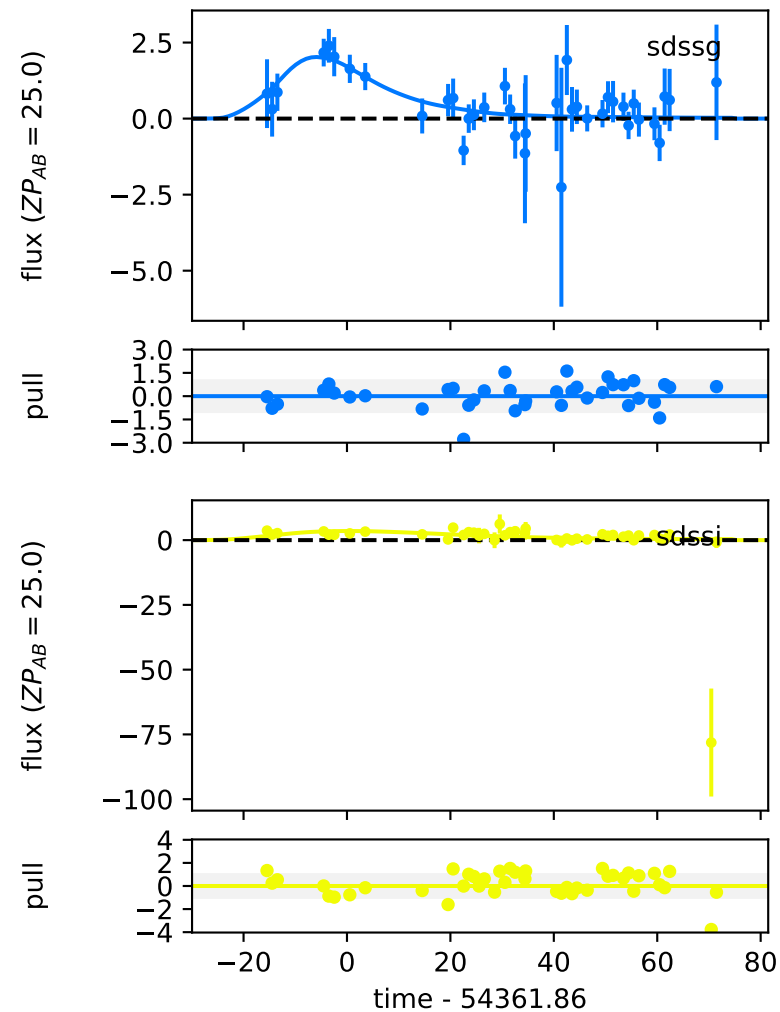 sdssg
2.5
0.0
−2.5
−5.0
flux (ZP_AB = 25.0)
3.0
1.5
0.0
−1.5
−3.0
pull
sdssi
0
−25
−50
−75
−100
flux (ZP_AB = 25.0)
4
2
0
−2
−4
pull
−20 0 20 40 60 80
time - 54361.86